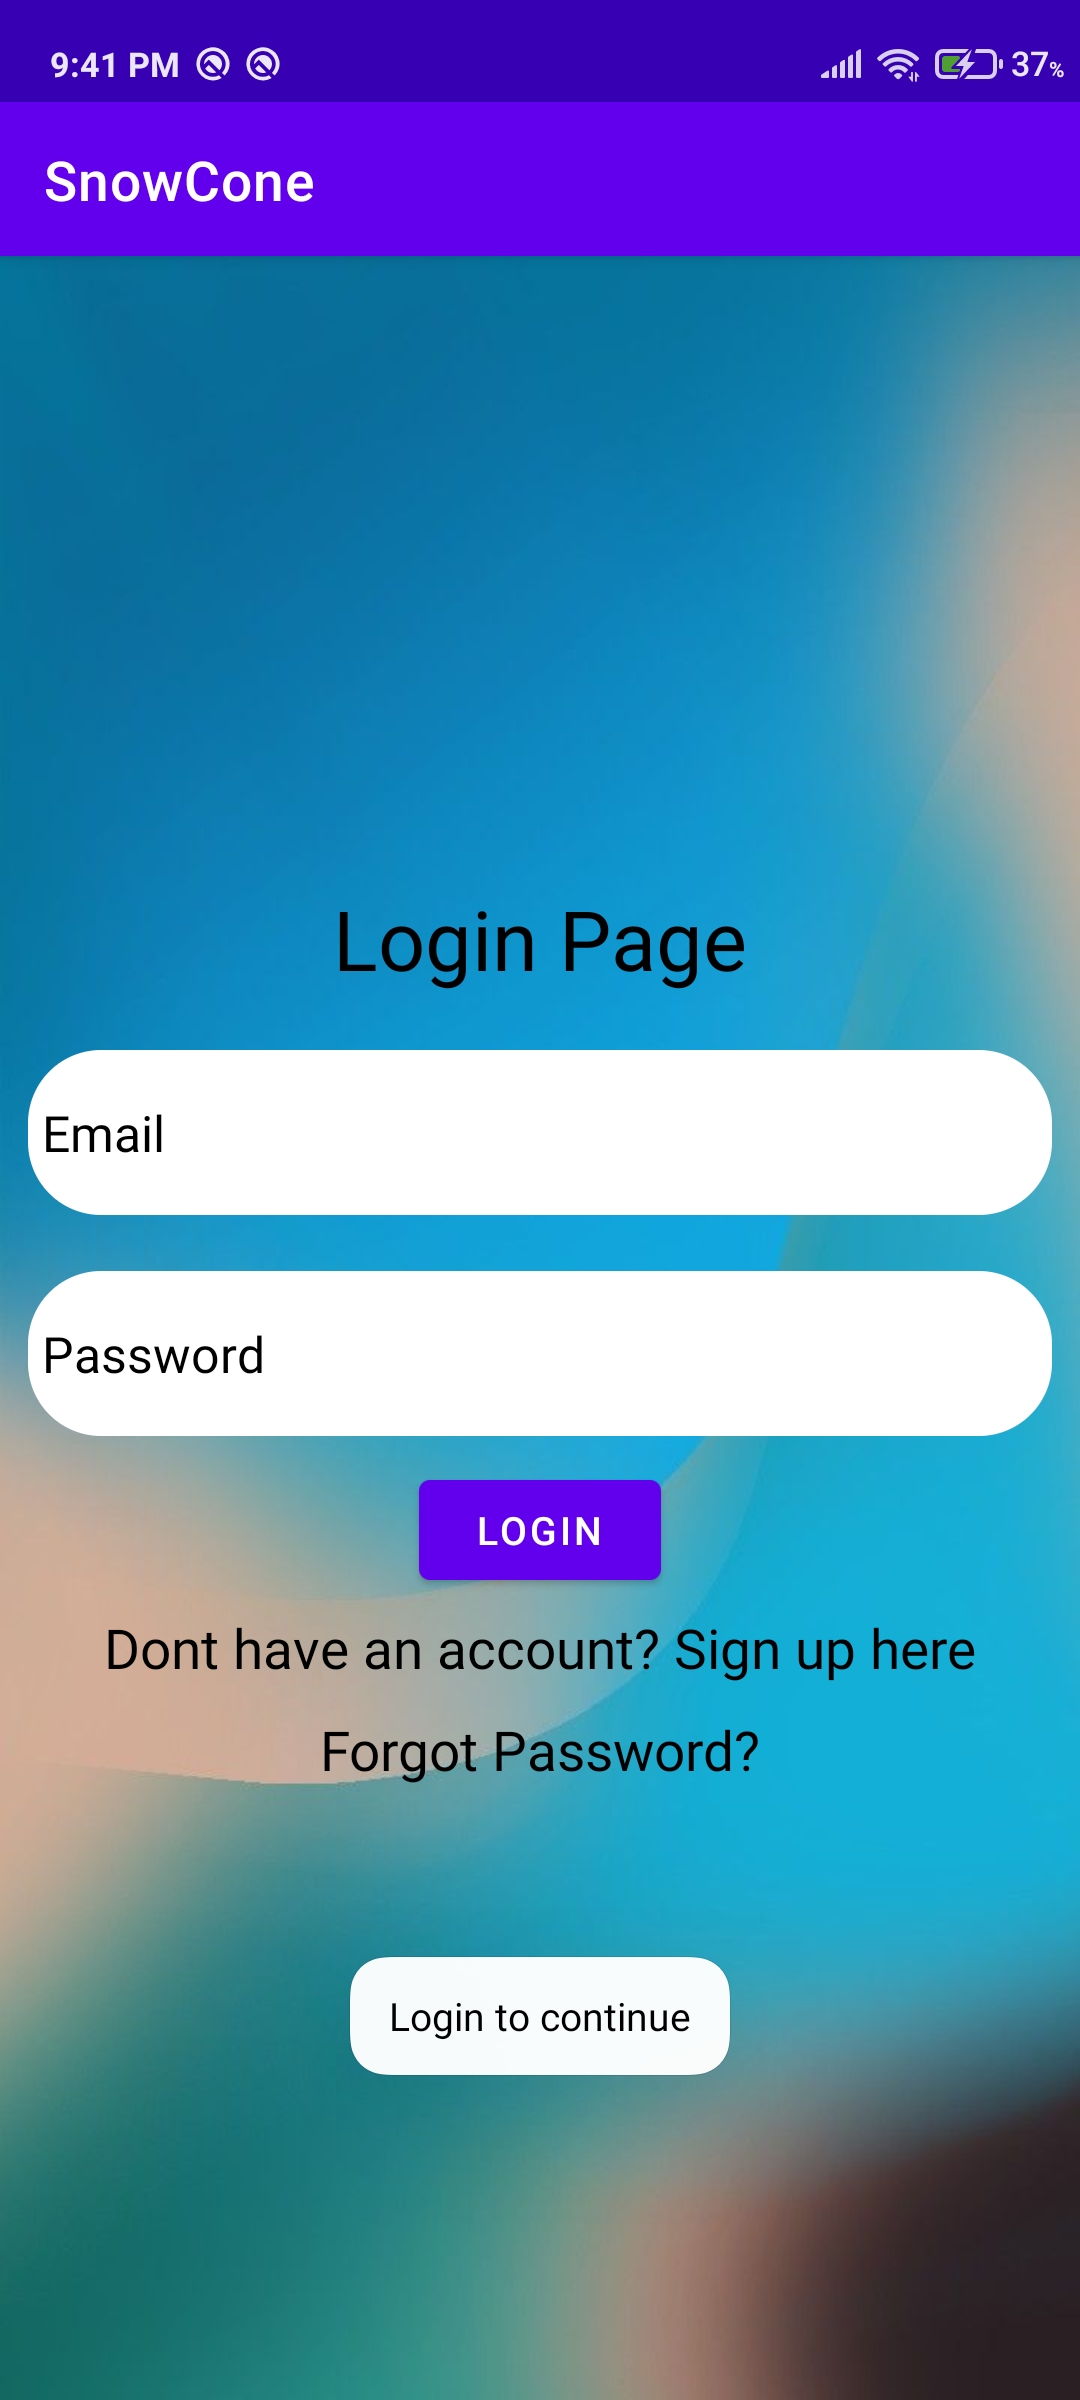 9:41 PM 37%
SnowCone
Login Page
Email
Password
LOGIN
Dont have an account? Sign up here
Forgot Password?
Login to continue